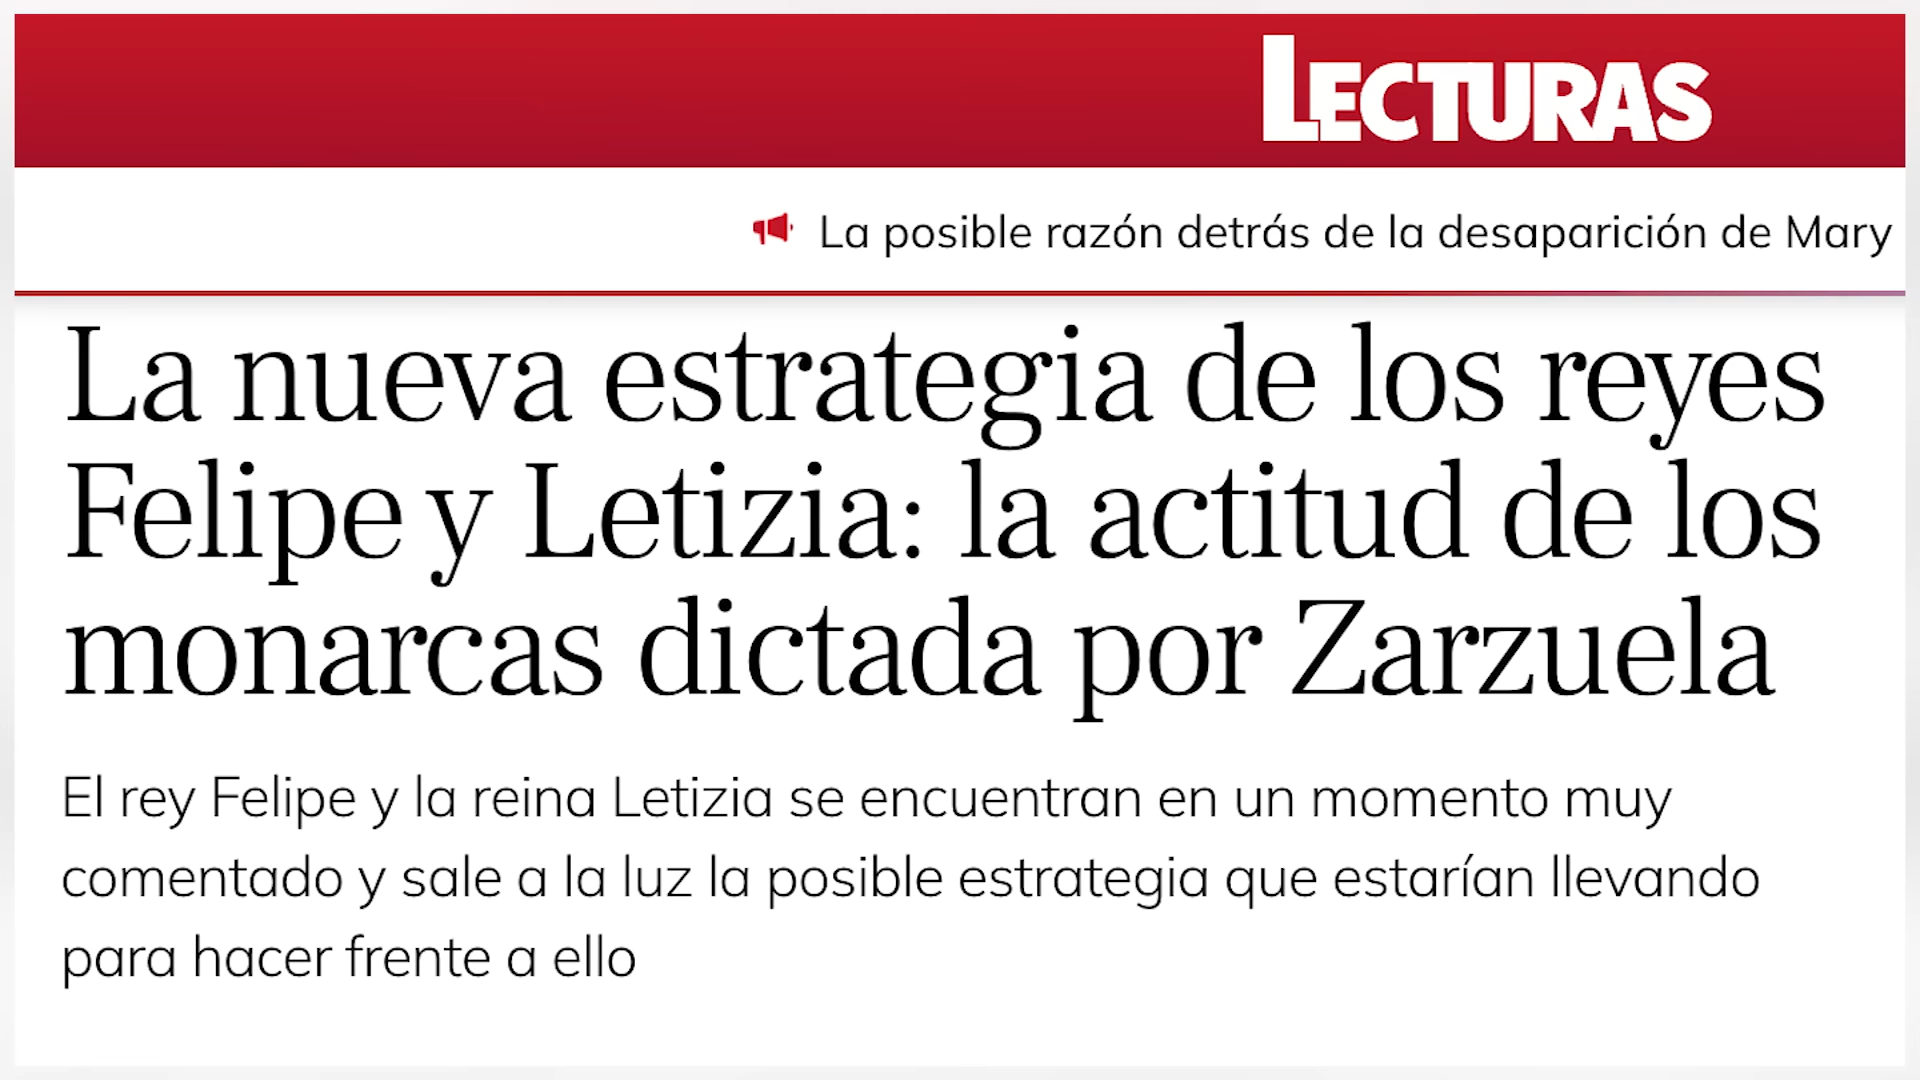 LECTURAS
La posible razón detrás de la desaparición de Mary
La nueva estrategia de los reyes
Felipe y Letizia: la actitud de los
monarcas dictada por Zarzuela
El rey Felipe y la reina Letizia se encuentran en un momento muy
comentado y sale a la luz la posible estrategia que estarían llevando
para hacer frente a ello